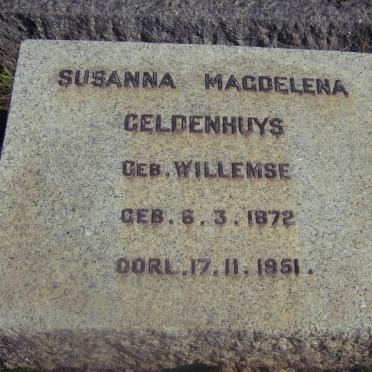 SUSANNA MAGDELENA
GELDENHUYS
GEB. WILLEMSE
GEB. 6. 3. 1872
OORL. 17. 11. 1951.